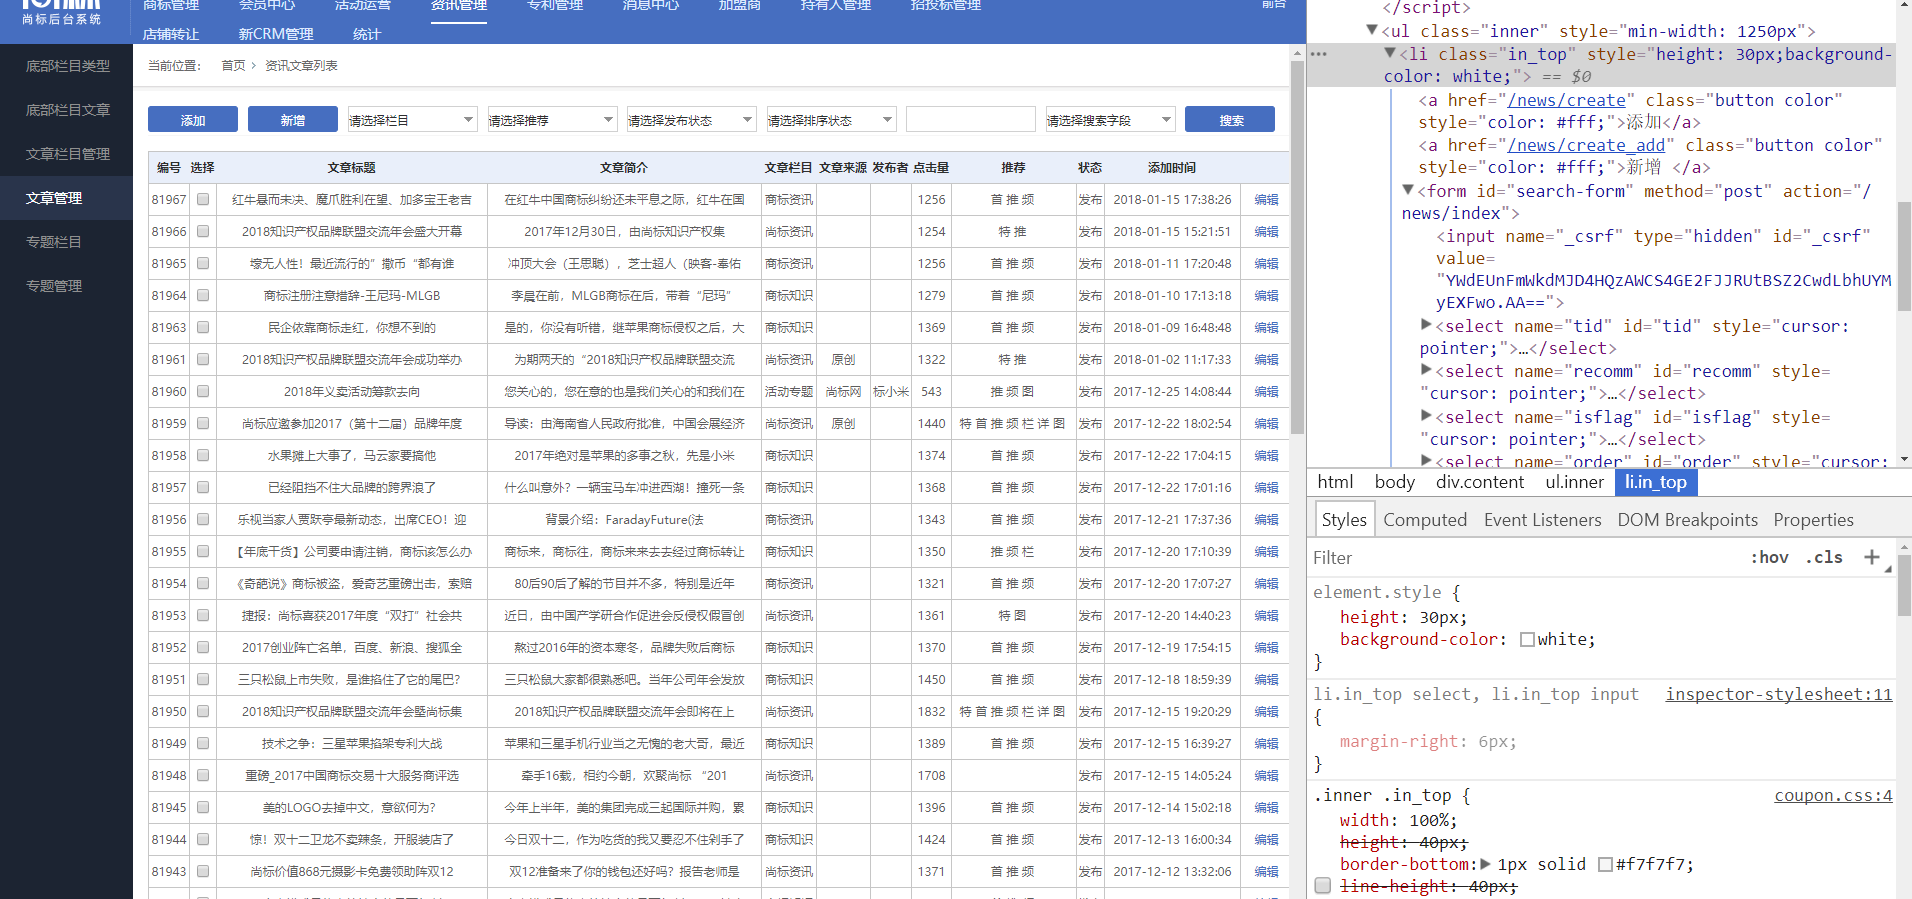 商标管理 会员中心 活动运营 资讯管理 专利管理 消息中心 加盟商 持有人管理 招投标管理 前台
尚标后台系统
店铺转让 新CRM管理 统计
底部栏目类型
底部栏目文章
文章栏目管理
文章管理
专题栏目
专题管理
当前位置: 首页 > 资讯文章列表
添加 新增 请选择栏目 请选择推荐 请选择发布状态 请选择排序状态 请选择搜索字段 搜索
编号 选择 文章标题 文章简介 文章栏目 文章来源 发布者 点击量 推荐 状态 添加时间
81967 红牛悬而未决、魔爪胜利在望、加多宝王老吉 在红牛中国商标纠纷还未平息之际，红牛在国 商标资讯 1256 首 推 频 发布 2018-01-15 17:38:26 编辑
81966 2018知识产权品牌联盟交流年会盛大开幕 2017年12月30日，由尚标知识产权集 尚标资讯 1254 特 推 发布 2018-01-15 15:21:51 编辑
81965 壕无人性！最近流行的”撒币“都有谁 冲顶大会（王思聪），芝士超人（映客-奉佑 商标资讯 1256 首 推 频 发布 2018-01-11 17:20:48 编辑
81964 商标注册注意措辞-王尼玛-MLGB 李晨在前，MLGB商标在后，带着“尼玛” 商标知识 1279 首 推 频 发布 2018-01-10 17:13:18 编辑
81963 民企依靠商标走红，你想不到的 是的，你没有听错，继苹果商标侵权之后，大 商标知识 1369 首 推 频 发布 2018-01-09 16:48:48 编辑
81961 2018知识产权品牌联盟交流年会成功举办 为期两天的“2018知识产权品牌联盟交流 尚标资讯 原创 1322 特 推 发布 2018-01-02 11:17:33 编辑
81960 2018年义卖活动筹款去向 您关心的，您在意的也是我们关心的和我们在 活动专题 尚标网 标小米 543 推 频 图 发布 2017-12-25 14:08:44 编辑
81959 尚标应邀参加2017（第十二届）品牌年度 导读：由海南省人民政府批准，中国会展经济 尚标资讯 原创 1440 特 首 推 频 栏 详 图 发布 2017-12-22 18:02:54 编辑
81958 水果摊上大事了，马云家要搞他 2017年绝对是苹果的多事之秋，先是小米 商标知识 1374 首 推 频 发布 2017-12-22 17:04:15 编辑
81957 已经阻挡不住大品牌的跨界浪了 什么叫意外？一辆宝马车冲进西湖！撞死一条 商标知识 1368 首 推 频 发布 2017-12-22 17:01:16 编辑
81956 乐视当家人贾跃亭最新动态，出席CEO！迎 背景介绍：FaradayFuture(法 商标资讯 1343 首 推 频 发布 2017-12-21 17:37:36 编辑
81955 【年底干货】公司要申请注销，商标该怎么办 商标来，商标往，商标来来去去经过商标转让 商标知识 1350 推 频 栏 发布 2017-12-20 17:10:39 编辑
81954 《奇葩说》商标被盗，爱奇艺重磅出击，索赔 80后90后了解的节目并不多，特别是近年 商标资讯 1321 首 推 频 发布 2017-12-20 17:07:27 编辑
81953 捷报：尚标喜获2017年度“双打”社会共 近日，由中国产学研合作促进会反侵权假冒创 尚标资讯 1361 特 图 发布 2017-12-20 14:40:23 编辑
81952 2017创业阵亡名单，百度、新浪、搜狐全 熬过2016年的资本寒冬，品牌失败后商标 商标知识 1370 首 推 频 发布 2017-12-19 17:54:15 编辑
81951 三只松鼠上市失败，是谁掐住了它的尾巴？ 三只松鼠大家都很熟悉吧。当年公司年会发放 商标资讯 1450 首 推 频 发布 2017-12-18 18:59:39 编辑
81950 2018知识产权品牌联盟交流年会暨尚标集 2018知识产权品牌联盟交流年会即将在上 尚标资讯 1832 特 首 推 频 栏 详 图 发布 2017-12-15 19:20:29 编辑
81949 技术之争：三星苹果掐架专利大战 苹果和三星手机行业当之无愧的老大哥，最近 商标知识 1389 首 推 频 发布 2017-12-15 16:39:27 编辑
81948 重磅_2017中国商标交易十大服务商评选 牵手16载，相约今朝，欢聚尚标 “201 尚标资讯 1708 发布 2017-12-15 14:05:24 编辑
81945 美的LOGO去掉中文，意欲何为？ 今年上半年，美的集团完成三起国际并购，累 商标知识 1396 首 推 频 发布 2017-12-14 15:02:18 编辑
81944 惊！双十二卫龙不卖辣条，开服装店了 今日双十二，作为吃货的我又要忍不住剁手了 商标知识 1424 首 推 频 发布 2017-12-13 16:00:34 编辑
81943 尚标价值868元摄影卡免费领助阵双12 双12准备来了你的钱包还好吗？报告老师是 尚标资讯 1371 首 推 频 发布 2017-12-12 13:32:06 编辑
</script>
<ul class="inner" style="min-width: 1250px">
<li class="in_top" style="height: 30px;background-
color: white;"> == $0
<a href="/news/create" class="button color"
style="color: #fff;">添加</a>
<a href="/news/create_add" class="button color"
style="color: #fff;">新增 </a>
<form id="search-form" method="post" action="/
news/index">
<input name="_csrf" type="hidden" id="_csrf"
value=
"YWdEUnFmWkdMJD4HQzAWCS4GE2FJJRUtBSZ2CwdLbhUYM
yEXFwo.AA==">
<select name="tid" id="tid" style="cursor:
pointer;">…</select>
<select name="recomm" id="recomm" style=
"cursor: pointer;">…</select>
<select name="isflag" id="isflag" style=
"cursor: pointer;">…</select>
<select name="order" id="order" style="cursor:
html body div.content ul.inner li.in_top
Styles Computed Event Listeners DOM Breakpoints Properties
Filter :hov .cls +
element.style {
height: 30px;
background-color: white;
}
li.in_top select, li.in_top input inspector-stylesheet:11
{
margin-right: 6px;
}
.inner .in_top { coupon.css:4
width: 100%;
height: 40px;
border-bottom: 1px solid #f7f7f7;
line-height: 40px;